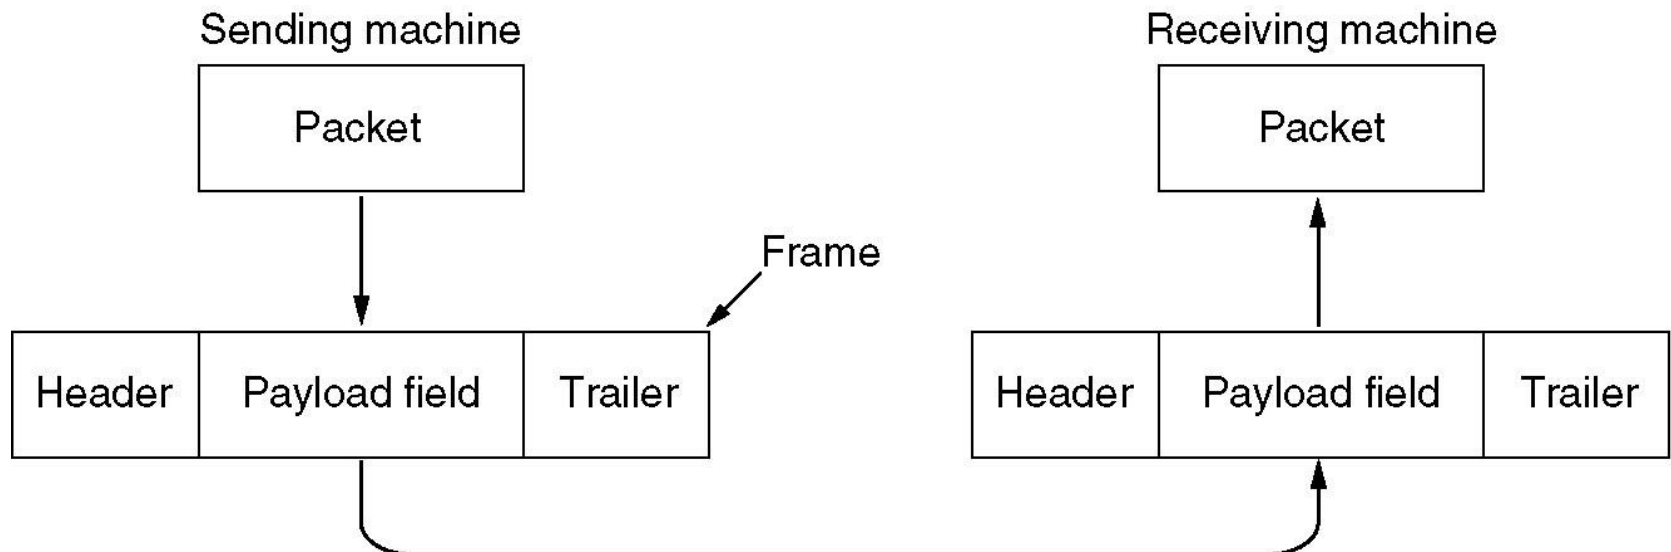 Sending machine
Receiving machine
Packet
Packet
Frame
Header
Payload field
Trailer
Header
Payload field
Trailer